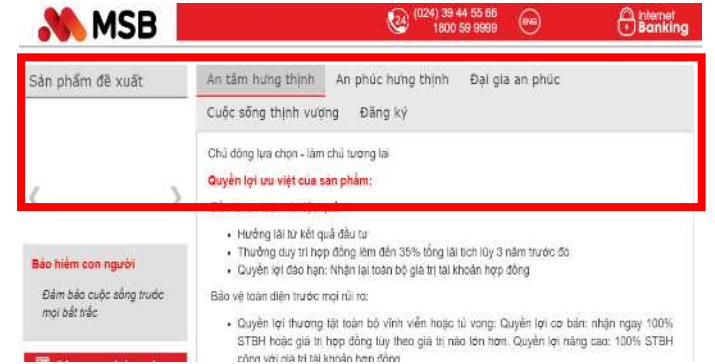 MSB
(024) 39 44 55 66
1800 59 9999
24
ENG
Internet
Banking
Sản phẩm đề xuất
An tâm hưng thịnh
An phúc hưng thịnh
Đại gia an phúc
Cuộc sống thịnh vượng
Đăng ký
Chủ động lựa chọn - làm chủ tương lai
Quyền lợi ưu việt của sản phẩm:
• Hưởng lãi từ kết quả đầu tư
• Thưởng duy trì hợp đồng lêm đến 35% tổng lãi tích lũy 3 năm trước đó
• Quyền lợi đáo hạn: Nhận lại toàn bộ giá trị tài khoản hợp đồng
Bảo hiểm con người
Đảm bảo cuộc sống trước
mọi bất trắc
Bảo vệ toàn diện trước mọi rủi ro:
• Quyền lợi thương tật toàn bộ vĩnh viễn hoặc tử vong: Quyền lợi cơ bản: nhận ngay 100%
STBH hoặc giá trị hợp đồng tùy theo giá trị nào lớn hơn. Quyền lợi nâng cao: 100% STBH
cộng với giá trị tài khoản hợp đồng